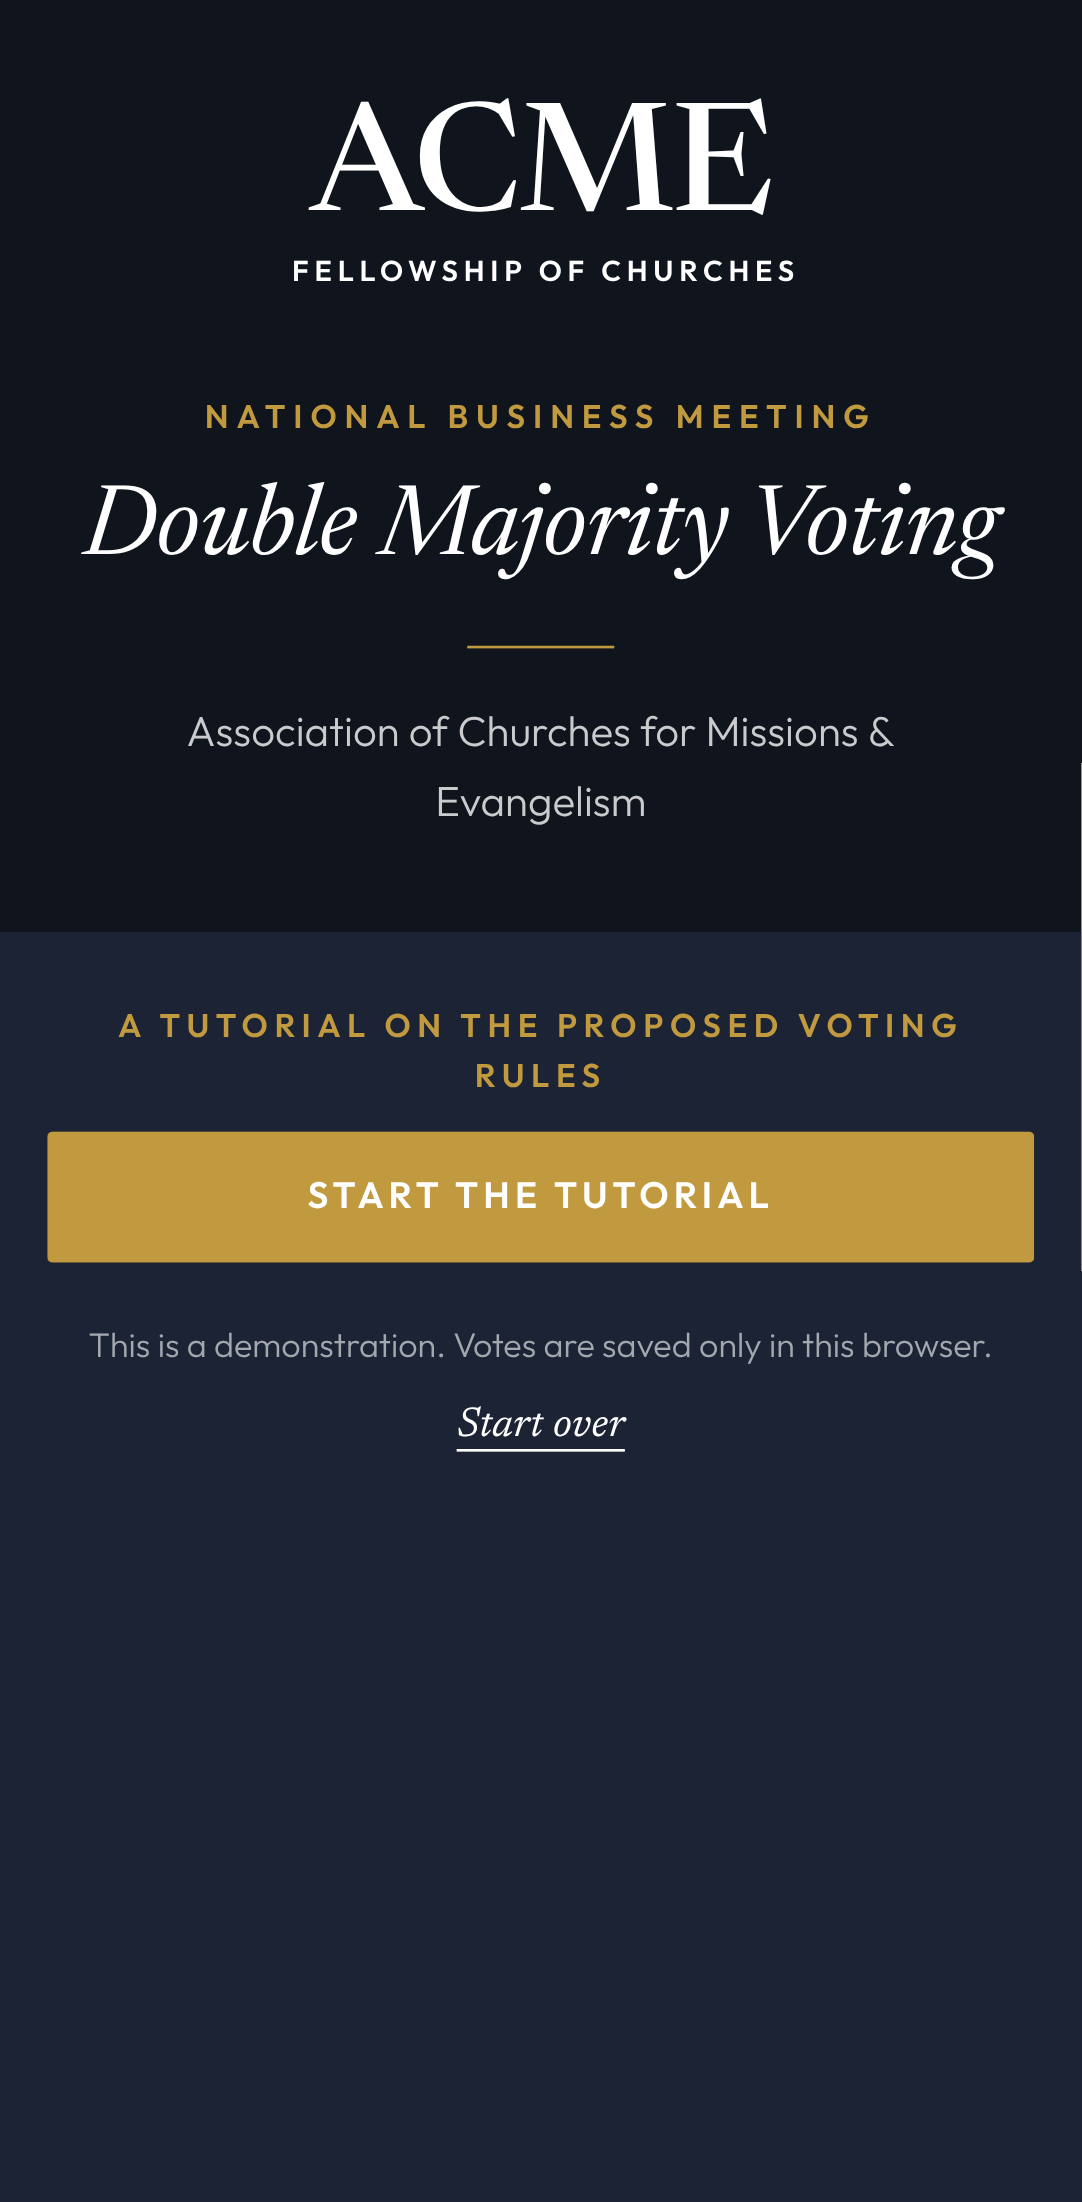 ACME
FELLOWSHIP OF CHURCHES
NATIONAL BUSINESS MEETING
Double Majority Voting
Association of Churches for Missions &
Evangelism
A TUTORIAL ON THE PROPOSED VOTING
RULES
START THE TUTORIAL
This is a demonstration. Votes are saved only in this browser.
Start over